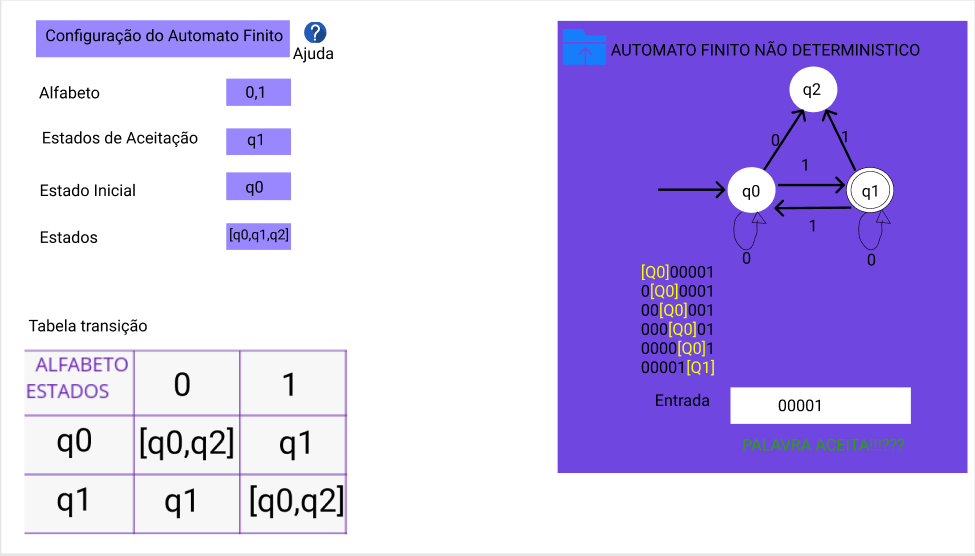 Configuração do Automato Finito
?
Ajuda
Alfabeto
0,1
Estados de Aceitação
q1
Estado Inicial
q0
Estados
[q0,q1,q2]
Tabela transição
ALFABETO
ESTADOS
0
1
q0
[q0,q2]
q1
q1
q1
[q0,q2]
AUTOMATO FINITO NÃO DETERMINISTICO
q2
0
1
1
q0
q1
1
0
0
[Q0]00001
0[Q0]0001
00[Q0]001
000[Q0]01
0000[Q0]1
00001[Q1]
Entrada
00001
PALAVRA ACEITA!!!???